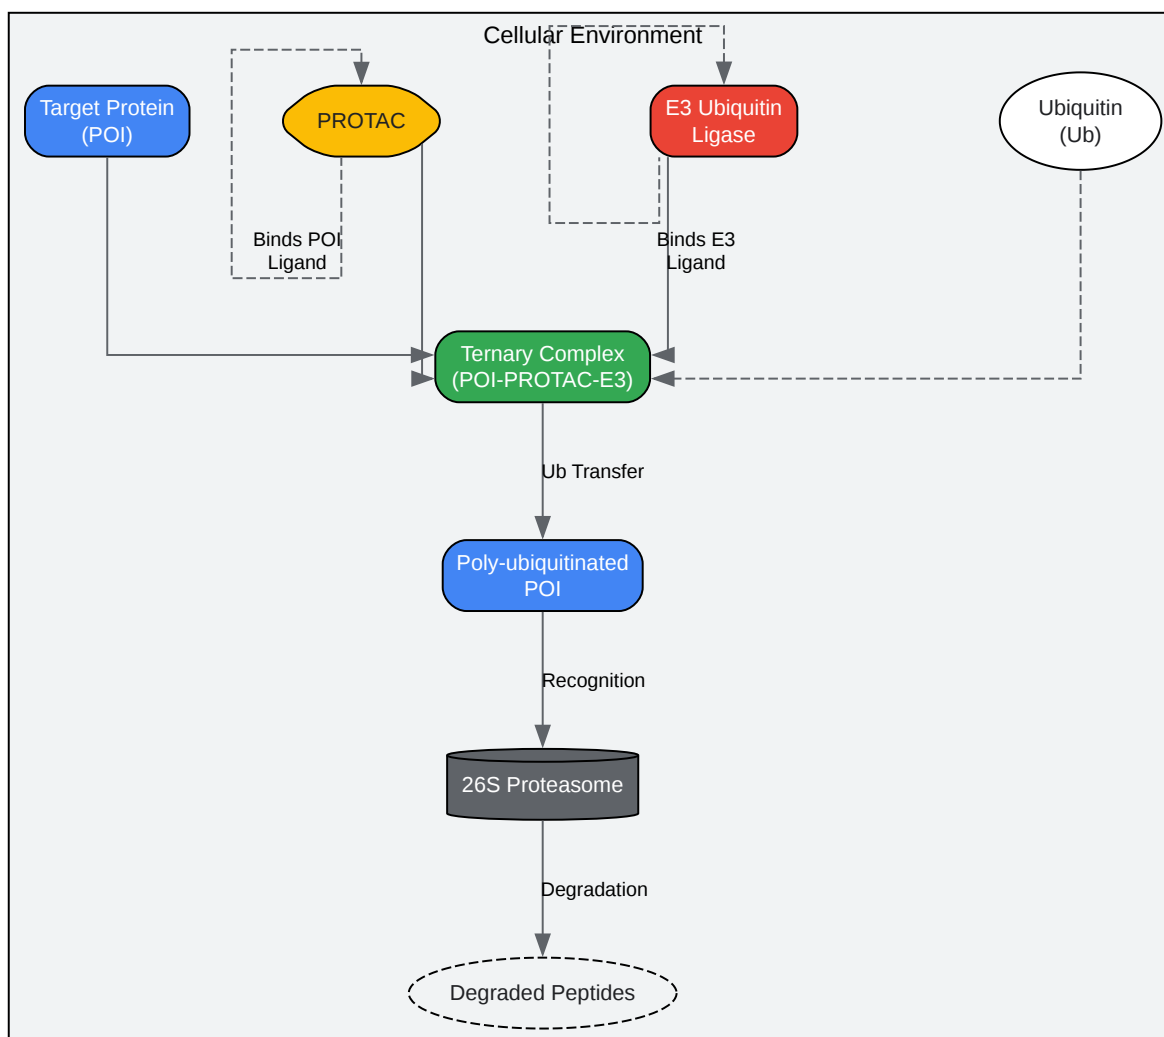 Cellular Environment
Target Protein
(POI)
PROTAC
E3 Ubiquitin
Ligase
Ubiquitin
(Ub)
Binds POI
Ligand
Binds E3
Ligand
Ternary Complex
(POI-PROTAC-E3)
Ub Transfer
Poly-ubiquitinated
POI
Recognition
26S Proteasome
Degradation
Degraded Peptides